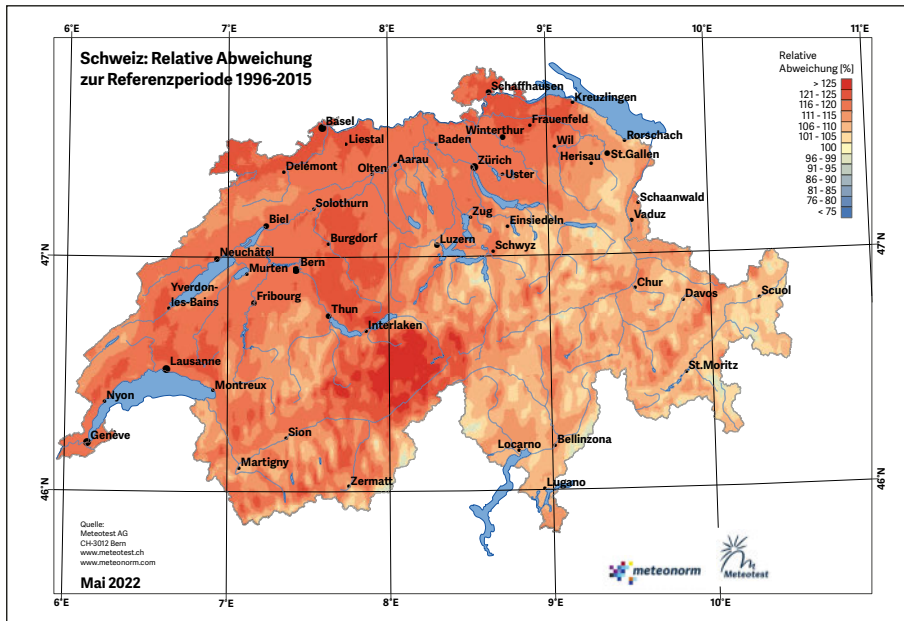 6°E 7°E 8°E 9°E 10°E 11°E
Schweiz: Relative Abweichung
zur Referenzperiode 1996-2015
Relative
Abweichung [%]
> 125
121 - 125
116 - 120
111 - 115
106 - 110
101 - 105
100
96 - 99
91 - 95
86 - 90
81 - 85
76 - 80
< 75
Schaffhausen
Kreuzlingen
Basel
Frauenfeld
Winterthur
Rorschach
Liestal
Baden
Wil
Aarau
Zürich
Herisau
St.Gallen
Delémont
Olten
Uster
Schaanwald
Solothurn
Zug
Einsiedeln
Vaduz
Biel
Burgdorf
Luzern
Schwyz
47°N
47°N
Neuchâtel
Bern
Murten
Yverdon-
les-Bains
Fribourg
Chur
Davos
Scuol
Thun
Interlaken
Lausanne
St.Moritz
Montreux
Nyon
Genève
Sion
Locarno
Bellinzona
Martigny
Zermatt
Lugano
46°N
46°N
Quelle:
Meteotest AG
CH-3012 Bern
www.meteotest.ch
www.meteonorm.com
Mai 2022
meteonorm
Meteotest
6°E 7°E 8°E 9°E 10°E